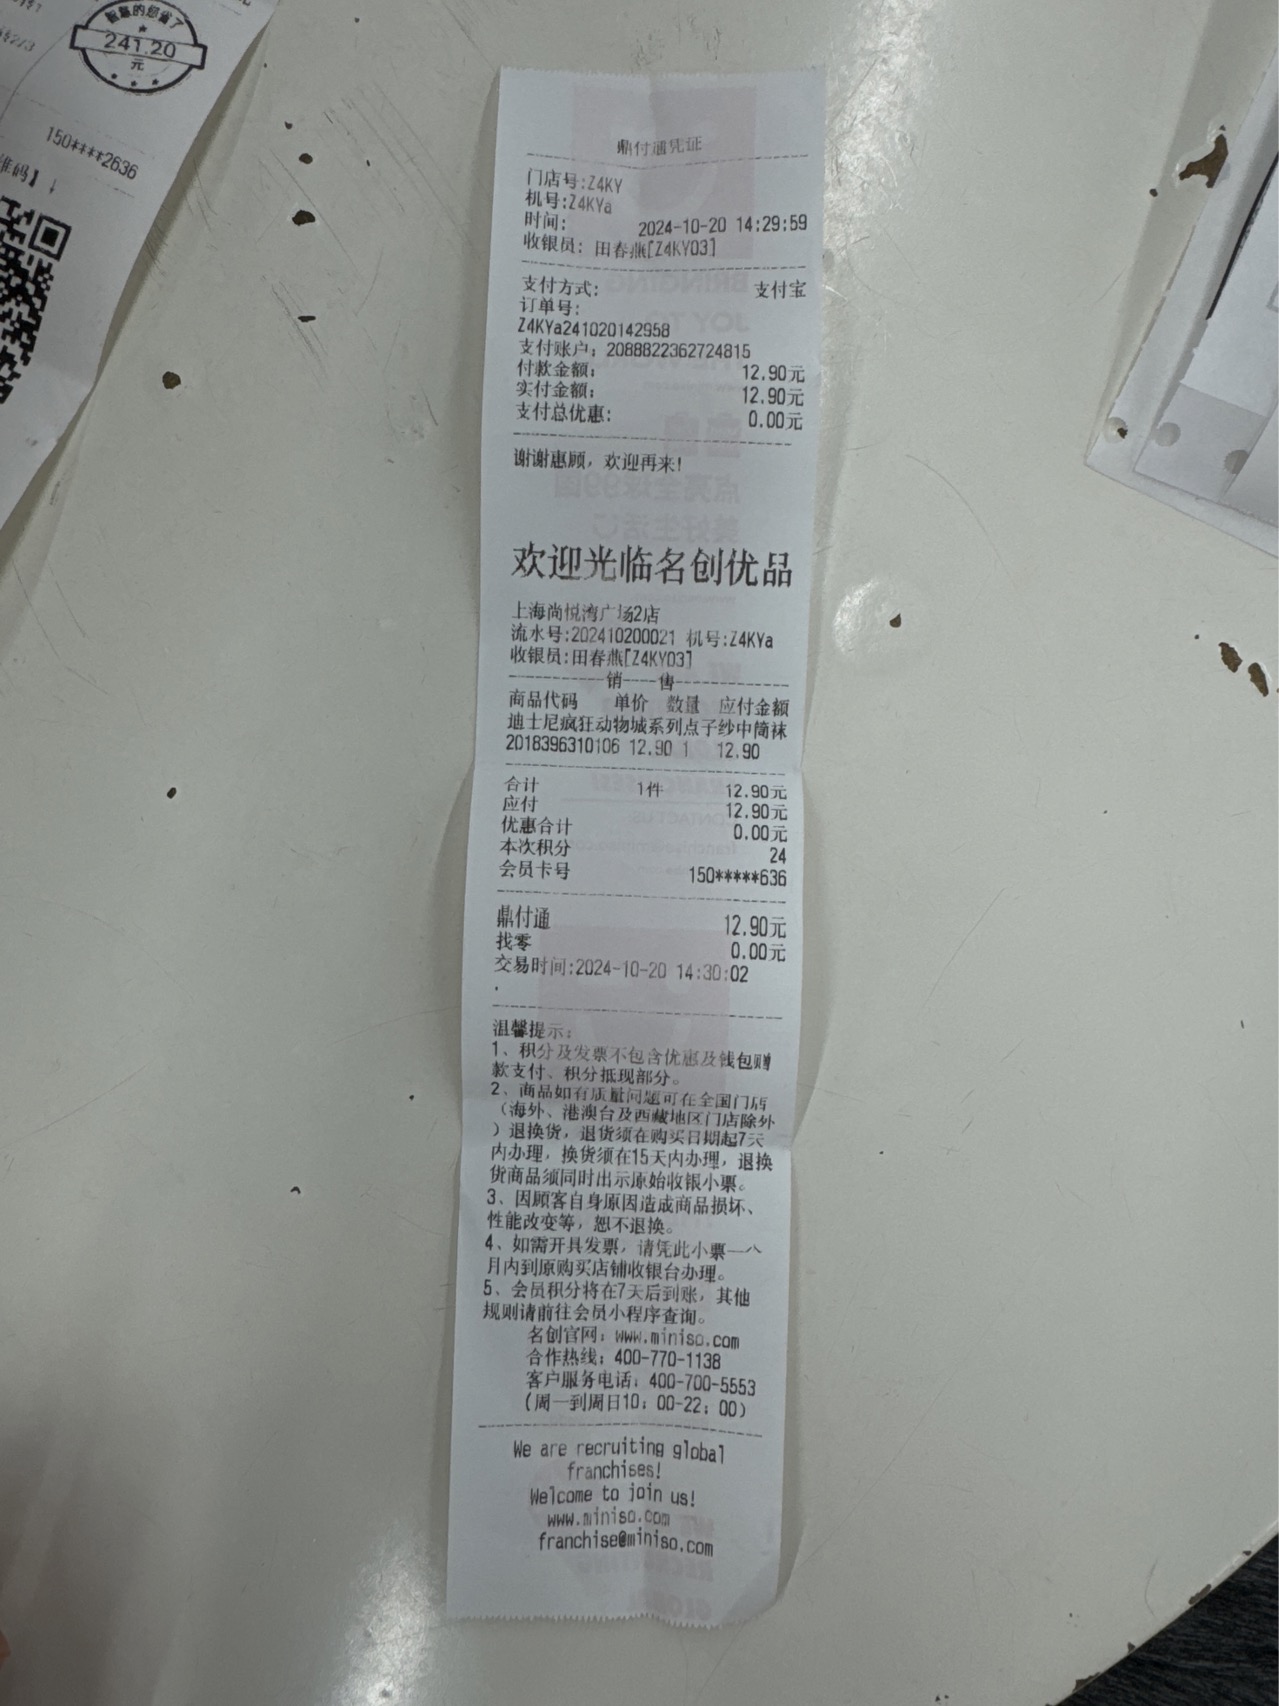 智慧的您省了
241.20
元
150****2636
维码】↓
鼎付通凭证
门店号:Z4KY
机号:Z4KYa
时间: 2024-10-20 14:29:59
收银员: 田春燕[Z4KY03]
支付方式: 支付宝
订单号:
Z4KYa241020142958
支付账户: 2088822362724815
付款金额: 12.90元
实付金额: 12.90元
支付总优惠: 0.00元
谢谢惠顾, 欢迎再来!
欢迎光临名创优品
上海尚悦湾广场2店
流水号:202410200021 机号:Z4KYa
收银员:田春燕[Z4KY03]
-----------销----售-------------
商品代码 单价 数量 应付金额
迪士尼疯狂动物城系列点子纱中筒袜
2018396310106 12.90 1 12.90
合计 1件 12.90元
应付 12.90元
优惠合计 0.00元
本次积分 24
会员卡号 150*****636
鼎付通 12.90元
找零 0.00元
交易时间:2024-10-20 14:30:02
.
温馨提示:
1、积分及发票不包含优惠及钱包赠
款支付、积分抵现部分。
2、商品如有质量问题可在全国门店
（海外、港澳台及西藏地区门店除外
）退换货, 退货须在购买日期起7天
内办理, 换货须在15天内办理, 退换
货商品须同时出示原始收银小票。
3、因顾客自身原因造成商品损坏、
性能改变等, 恕不退换。
4、如需开具发票, 请凭此小票一个
月内到原购买店铺收银台办理。
5、会员积分将在7天后到账, 其他
规则请前往会员小程序查询。
名创官网: www.miniso.com
合作热线: 400-770-1138
客户服务电话: 400-700-5553
(周一到周日10: 00-22: 00)
We are recruiting global
franchises!
Welcome to join us!
www.miniso.com
franchise@miniso.com